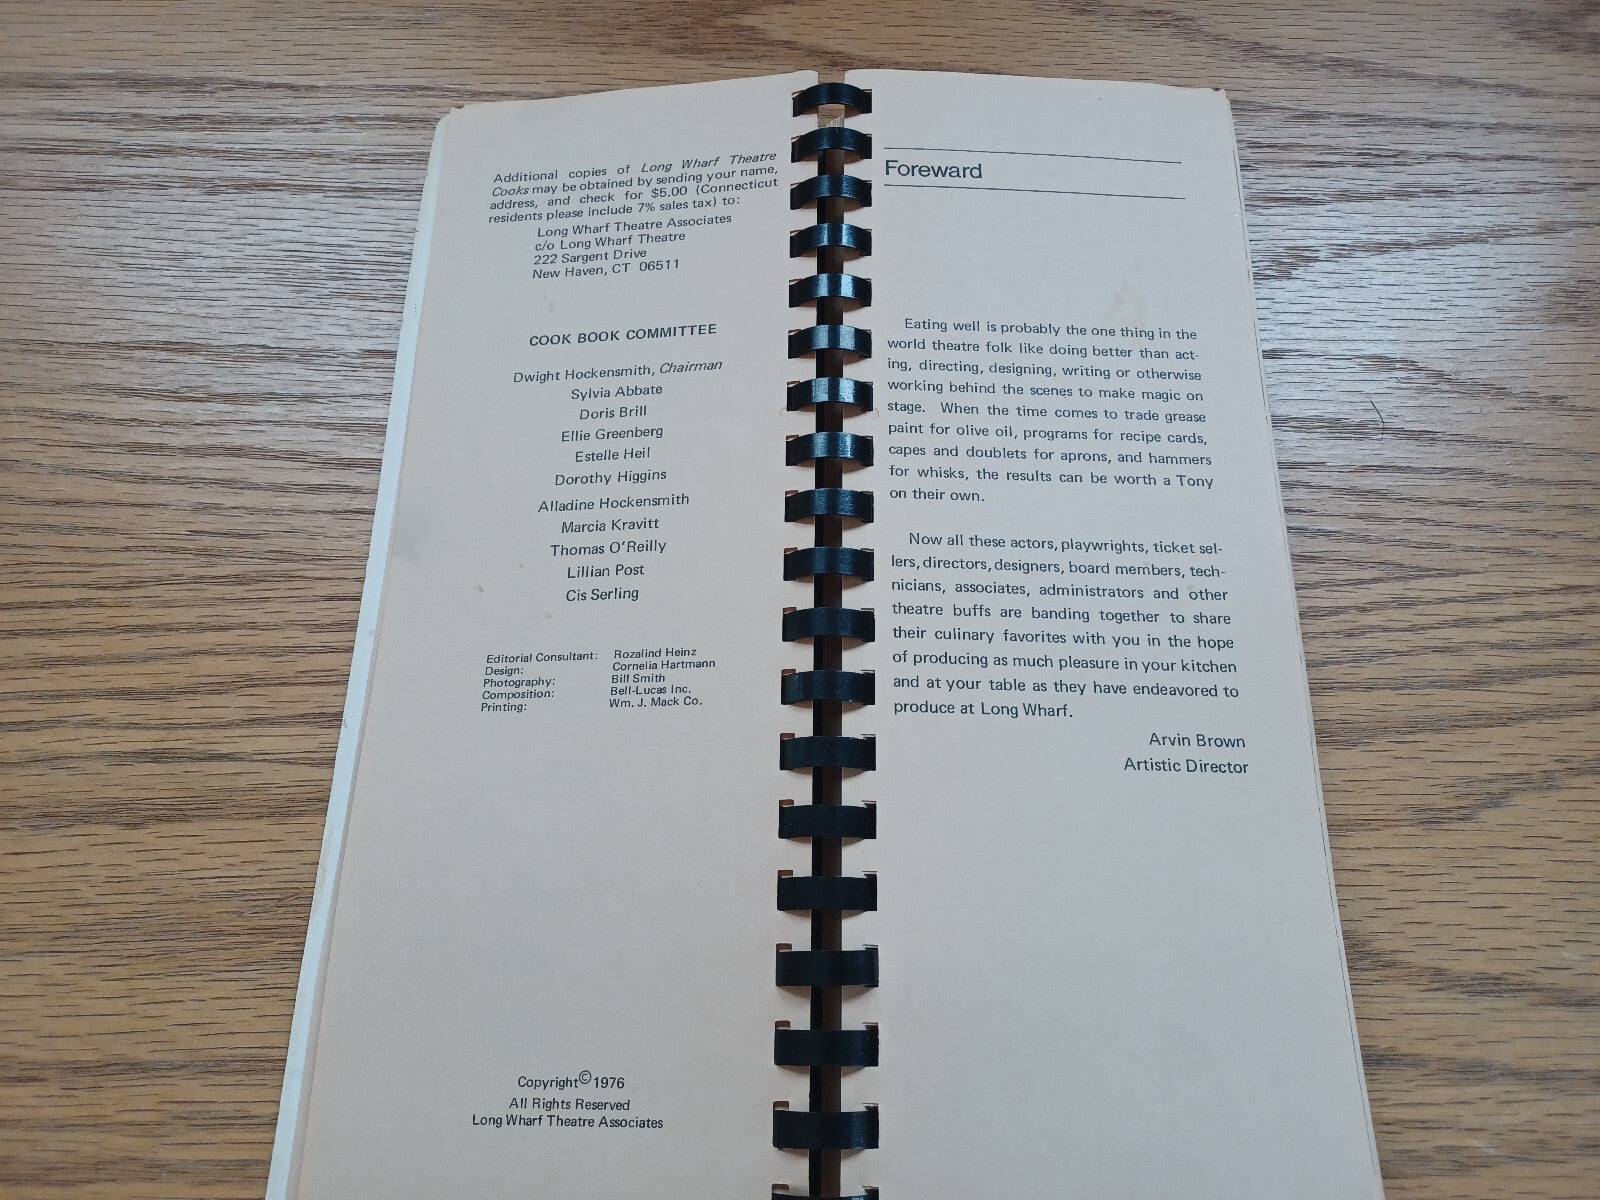 Additional copies of Long Wharf Theatre
Cooks may be obtained by sending your name,
address, and check for $5.00 (Connecticut
residents please include 7% sales tax) to:
Long Wharf Theatre Associates
c/o Long Wharf Theatre
222 Sargent Drive
New Haven, CT 06511
COOK BOOK COMMITTEE
Dwight Hockensmith, Chairman
Sylvia Abbate
Doris Brill
Ellie Greenberg
Estelle Heil
Dorothy Higgins
Alladine Hockensmith
Marcia Kravitt
Thomas O'Reilly
Lillian Post
Cis Serling
Editorial Consultant: Rozalind Heinz
Design: Cornelia Hartmann
Photography: Bill Smith
Composition: Bell-Lucas Inc.
Printing: Wm. J. Mack Co.
Copyright © 1976
All Rights Reserved
Long Wharf Theatre Associates
Foreward
Eating well is probably the one thing in the
world theatre folk like doing better than act-
ing, directing, designing, writing or otherwise
working behind the scenes to make magic on
stage. When the time comes to trade grease
paint for olive oil, programs for recipe cards,
capes and doublets for aprons, and hammers
for whisks, the results can be worth a Tony
on their own.
Now all these actors, playwrights, ticket sel-
lers, directors, designers, board members, tech-
nicians, associates, administrators and other
theatre buffs are banding together to share
their culinary favorites with you in the hope
of producing as much pleasure in your kitchen
and at your table as they have endeavored to
produce at Long Wharf.
Arvin Brown
Artistic Director